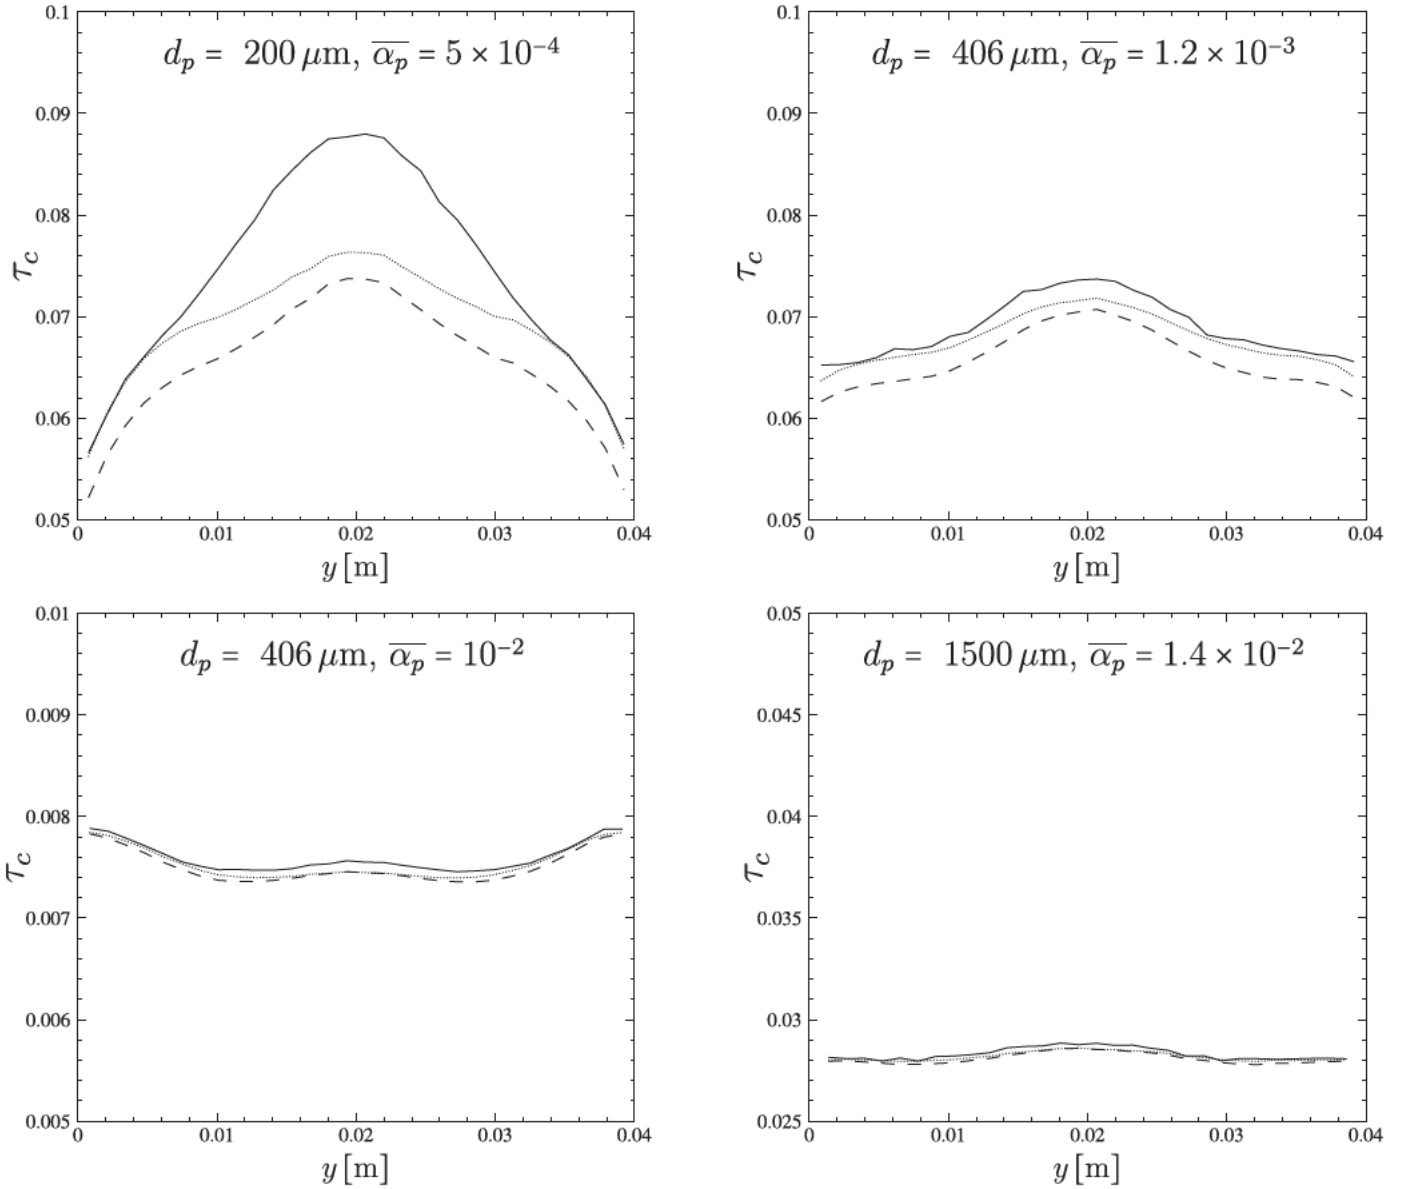 0.1
d_p = 200 μm, \overline{α_p} = 5 × 10⁻⁴
0.09
0.08
τ_c
0.07
0.06
0.05
0 0.01 0.02 0.03 0.04
y [m]
0.1
d_p = 406 μm, \overline{α_p} = 1.2 × 10⁻³
0.09
0.08
τ_c
0.07
0.06
0.05
0 0.01 0.02 0.03 0.04
y [m]
0.01
d_p = 406 μm, \overline{α_p} = 10⁻²
0.009
0.008
τ_c
0.007
0.006
0.005
0 0.01 0.02 0.03 0.04
y [m]
0.05
d_p = 1500 μm, \overline{α_p} = 1.4 × 10⁻²
0.045
0.04
τ_c
0.035
0.03
0.025
0 0.01 0.02 0.03 0.04
y [m]